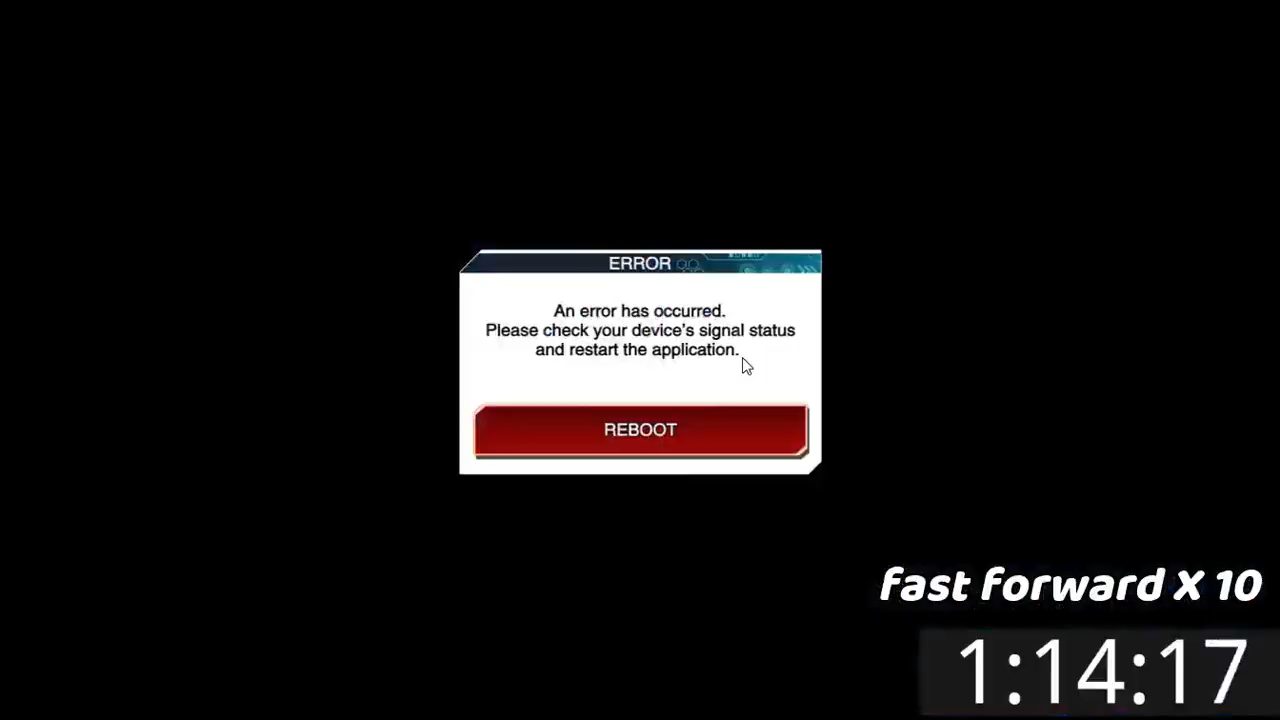 ERROR
An error has occurred.
Please check your device's signal status
and restart the application.
REBOOT
fast forward X 10
1:14:17